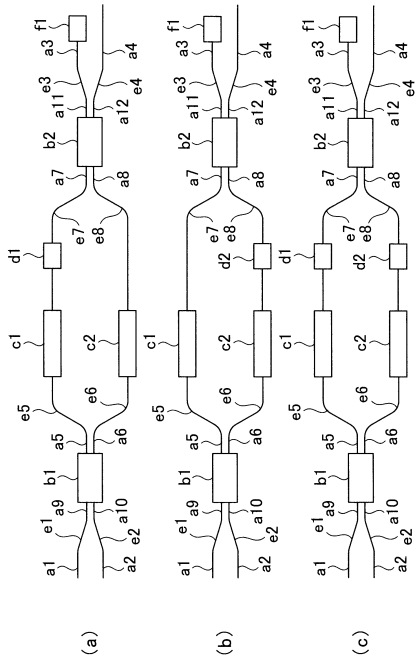 (a)
a1
e1
a9
b1
a5
e5
c1
d1
e7
a7
b2
a11
e3
a3
f1
a2
e2
a10
a6
e6
c2
e8
a8
a12
e4
a4
(b)
a1
e1
a9
b1
a5
e5
c1
e7
a7
b2
a11
e3
a3
f1
a2
e2
a10
a6
e6
c2
d2
e8
a8
a12
e4
a4
(c)
a1
e1
a9
b1
a5
e5
c1
d1
e7
a7
b2
a11
e3
a3
f1
a2
e2
a10
a6
e6
c2
d2
e8
a8
a12
e4
a4